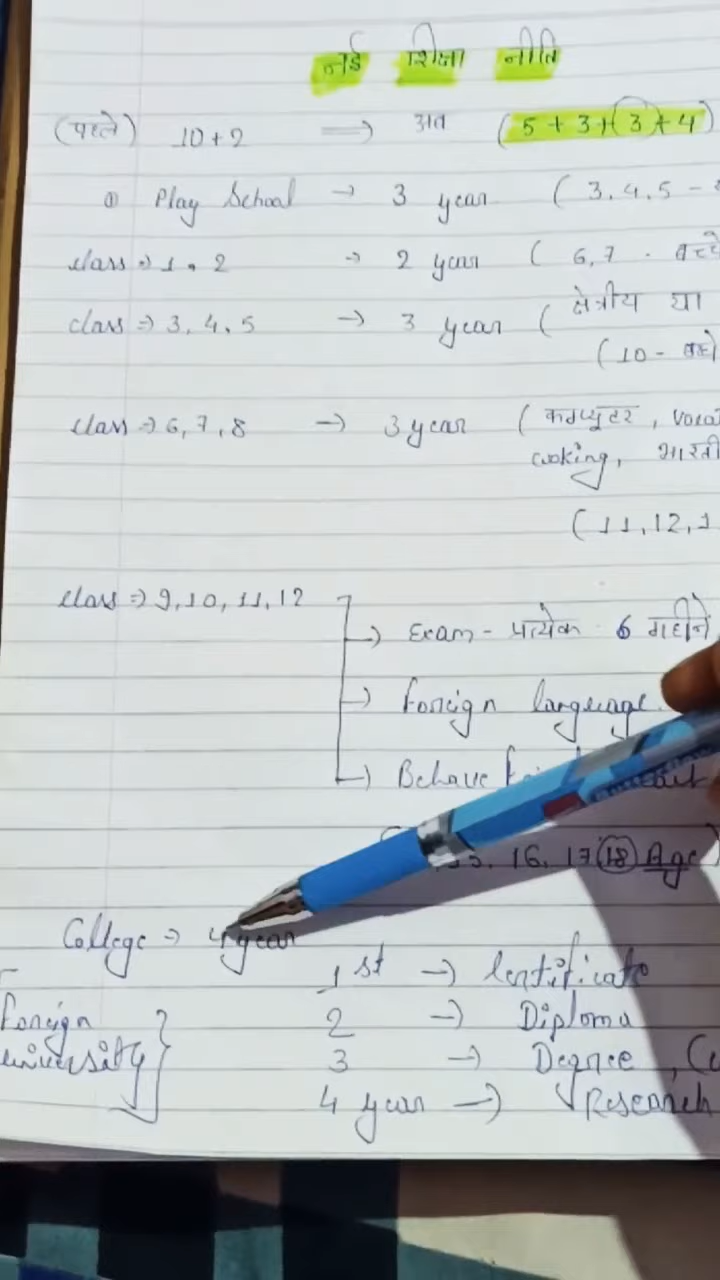 नई शिक्षा नीति
(पहले) 10+2 ⇒ अब (5 + 3 + (3) + 4)
① Play School → 3 year (3, 4, 5 -
class ⇒ 1, 2 → 2 year ( 6, 7 - बच्चे
class ⇒ 3, 4, 5 → 3 year ( क्षेत्रीय या
(10 -
class ⇒ 6, 7, 8 → 3 year ( कम्प्यूटर,
cooking,
(11, 12, 1
class ⇒ 9, 10, 11, 12
→ Exam - प्रत्येक 6 महीने
→ Foreign language.
→ Behave
16, 17 (18) Age)
College ⇒ 4 year
1st → Certificate
Foreign 2 → Diploma
university } 3 → Degree, (
4 year → Research